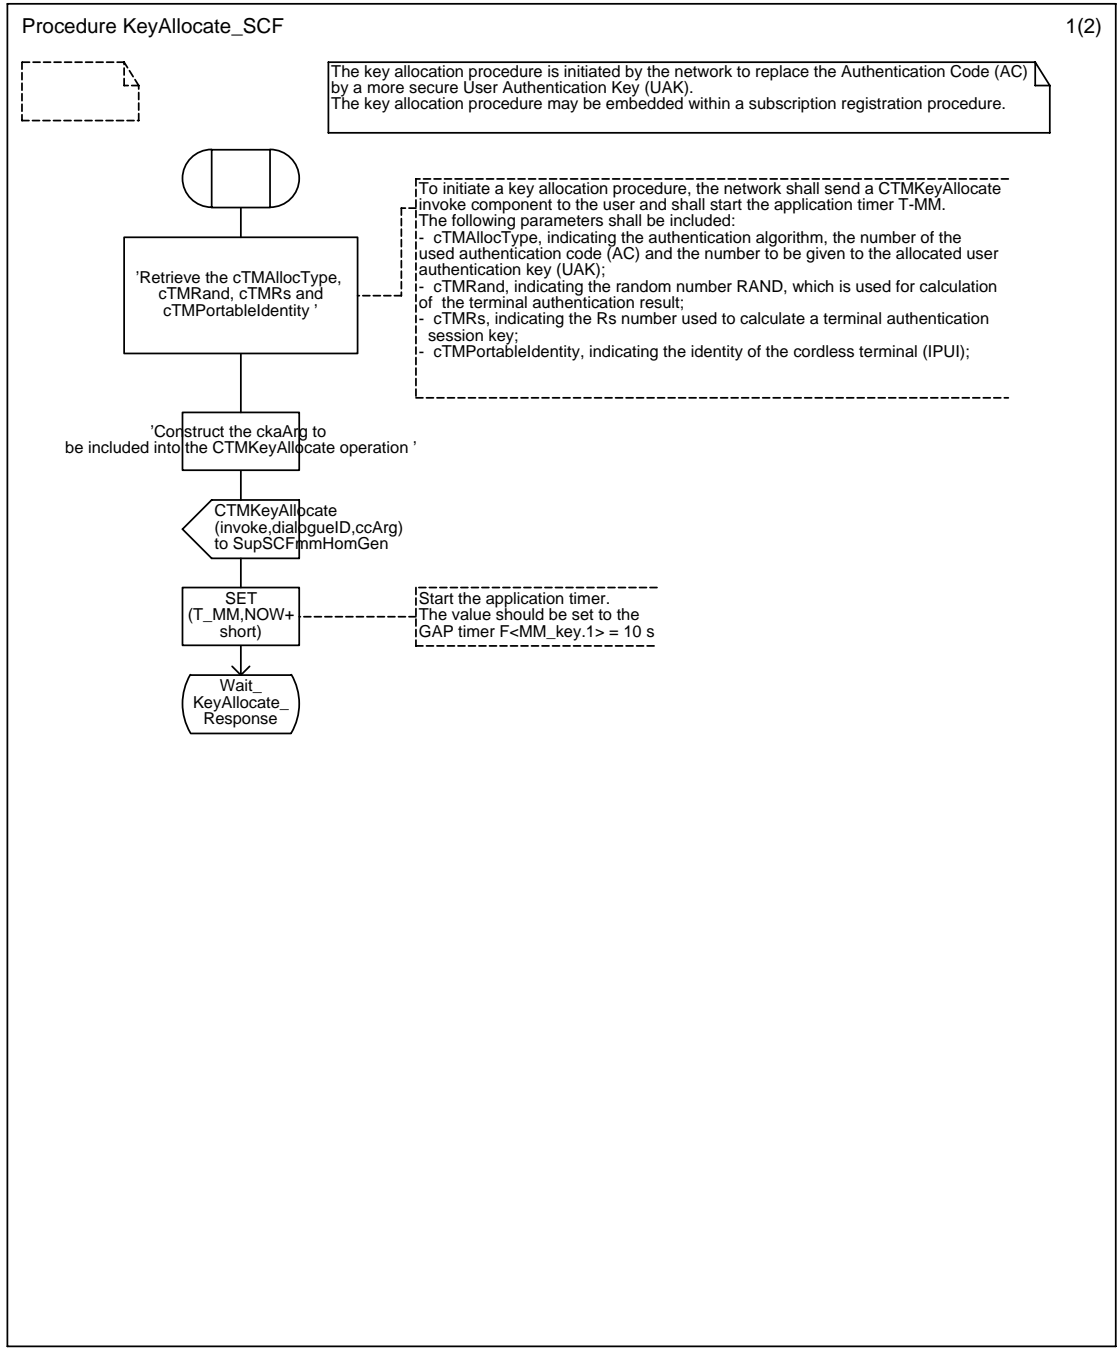 Procedure KeyAllocate_SCF
1(2)
The key allocation procedure is initiated by the network to replace the Authentication Code (AC)
by a more secure User Authentication Key (UAK).
The key allocation procedure may be embedded within a subscription registration procedure.
To initiate a key allocation procedure, the network shall send a CTMKeyAllocate
invoke component to the user and shall start the application timer T-MM.
The following parameters shall be included:
- cTMAllocType, indicating the authentication algorithm, the number of the
used authentication code (AC) and the number to be given to the allocated user
authentication key (UAK);
- cTMRand, indicating the random number RAND, which is used for calculation
of the terminal authentication result;
- cTMRs, indicating the Rs number used to calculate a terminal authentication
session key;
- cTMPortableIdentity, indicating the identity of the cordless terminal (IPUI);
'Retrieve the cTMAllocType,
cTMRand, cTMRs and
cTMPortableIdentity '
'Construct the ckaArg to
be included into the CTMKeyAllocate operation '
CTMKeyAllocate
(invoke,dialogueID,ccArg)
to SupSCFmmHomGen
SET
(T_MM,NOW+
short)
Start the application timer.
The value should be set to the
GAP timer F<MM_key.1> = 10 s
Wait_
KeyAllocate_
Response